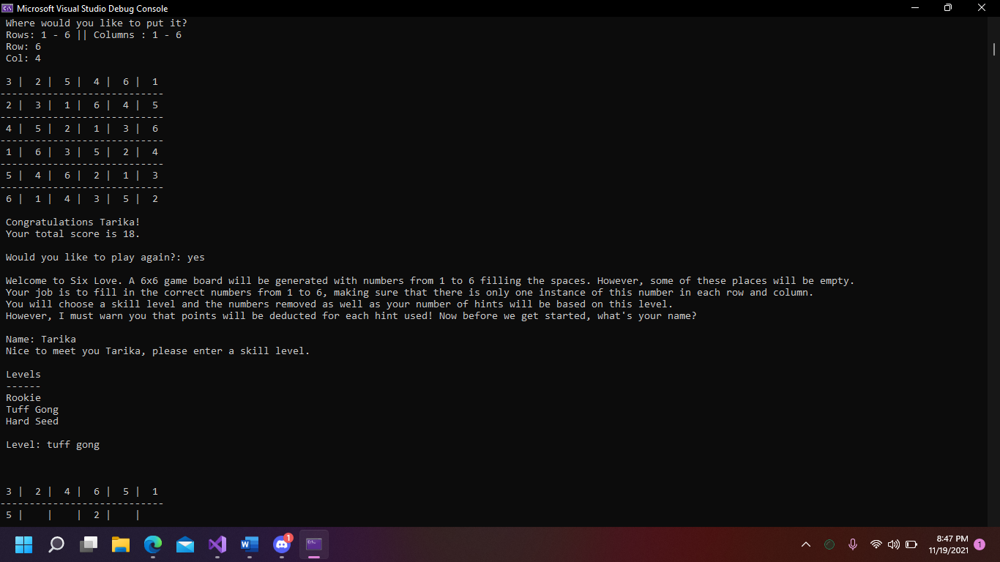 Microsoft Visual Studio Debug Console
Where would you like to put it?
Rows: 1 - 6 || Columns : 1 - 6
Row: 6
Col: 4
3 | 2 | 5 | 4 | 6 | 1
----------------------------
2 | 3 | 1 | 6 | 4 | 5
----------------------------
4 | 5 | 2 | 1 | 3 | 6
----------------------------
1 | 6 | 3 | 5 | 2 | 4
----------------------------
5 | 4 | 6 | 2 | 1 | 3
----------------------------
6 | 1 | 4 | 3 | 5 | 2
Congratulations Tarika!
Your total score is 18.
Would you like to play again?: yes
Welcome to Six Love. A 6x6 game board will be generated with numbers from 1 to 6 filling the spaces. However, some of these places will be empty.
Your job is to fill in the correct numbers from 1 to 6, making sure that there is only one instance of this number in each row and column.
You will choose a skill level and the numbers removed as well as your number of hints will be based on this level.
However, I must warn you that points will be deducted for each hint used! Now before we get started, what's your name?
Name: Tarika
Nice to meet you Tarika, please enter a skill level.
Levels
------
Rookie
Tuff Gong
Hard Seed
Level: tuff gong
3 | 2 | 4 | 6 | 5 | 1
----------------------------
5 |   |   | 2 |   |
8:47 PM
11/19/2021
1
1